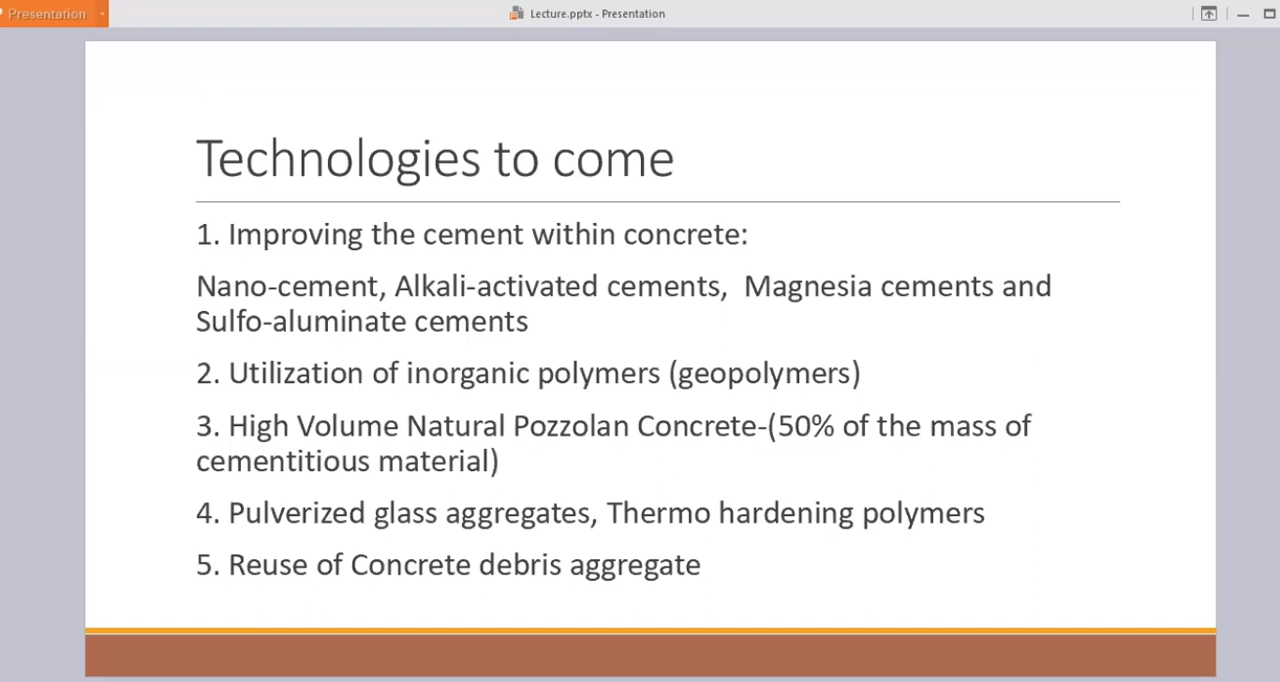 Presentation
Lecture.pptx - Presentation
Technologies to come
1. Improving the cement within concrete:
Nano-cement, Alkali-activated cements,  Magnesia cements and
Sulfo-aluminate cements
2. Utilization of inorganic polymers (geopolymers)
3. High Volume Natural Pozzolan Concrete-(50% of the mass of
cementitious material)
4. Pulverized glass aggregates, Thermo hardening polymers
5. Reuse of Concrete debris aggregate